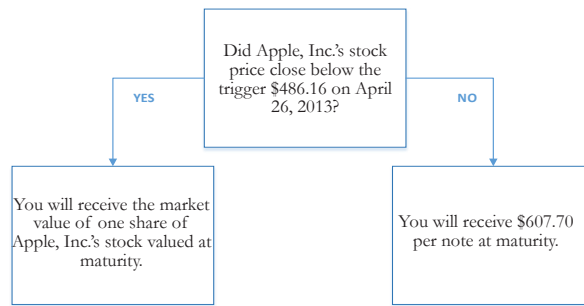 Did Apple, Inc.'s stock
price close below the
trigger $486.16 on April
26, 2013?
YES
NO
You will receive the market
value of one share of
Apple, Inc.'s stock valued at
maturity.
You will receive $607.70
per note at maturity.